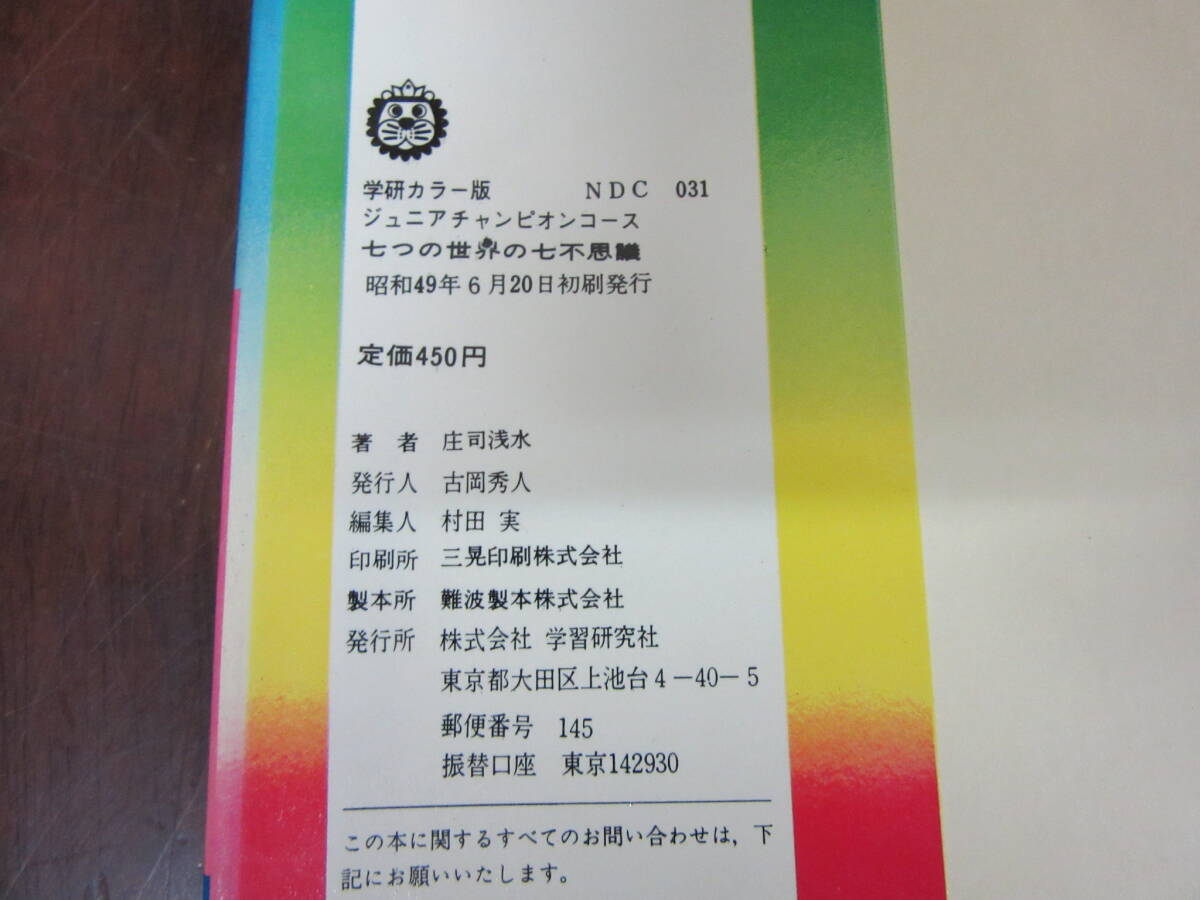 学研カラー版 NDC 031
ジュニアチャンピオンコース
七つの世界の七不思議
昭和49年6月20日初刷発行
定価450円
著者 庄司浅水
発行人 古岡秀人
編集人 村田 実
印刷所 三晃印刷株式会社
製本所 難波製本株式会社
発行所 株式会社 学習研究社
東京都大田区上池台4-40-5
郵便番号 145
振替口座 東京142930
この本に関するすべてのお問い合わせは,下
記にお願いいたします。